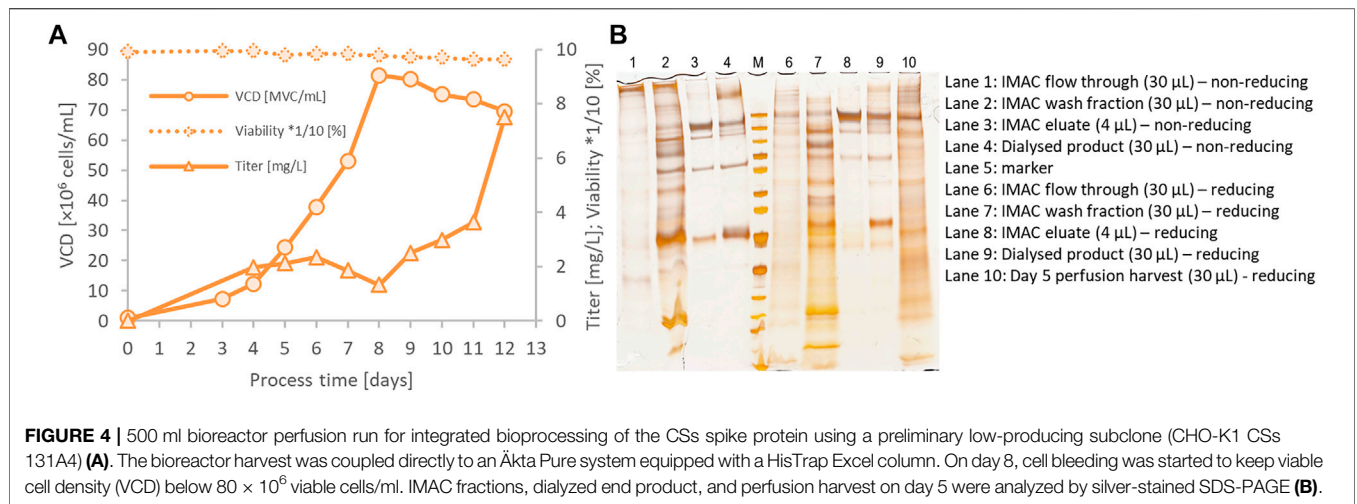 A
90
80
70
60
50
40
30
20
10
0
VCD [×10⁶ cells/mL]
VCD [MVC/mL]
Viability *1/10 [%]
Titer [mg/L]
10
8
6
4
2
0
Titer [mg/L]; Viability *1/10 [%]
0 1 2 3 4 5 6 7 8 9 10 11 12 13
Process time [days]
B
1 2 3 4 M 6 7 8 9 10
Lane 1: IMAC flow through (30 µL) – non-reducing
Lane 2: IMAC wash fraction (30 µL) – non-reducing
Lane 3: IMAC eluate (4 µL) – non-reducing
Lane 4: Dialysed product (30 µL) – non-reducing
Lane 5: marker
Lane 6: IMAC flow through (30 µL) – reducing
Lane 7: IMAC wash fraction (30 µL) – reducing
Lane 8: IMAC eluate (4 µL) – reducing
Lane 9: Dialysed product (30 µL) – reducing
Lane 10: Day 5 perfusion harvest (30 µL) - reducing
FIGURE 4 | 500 ml bioreactor perfusion run for integrated bioprocessing of the CSs spike protein using a preliminary low-producing subclone (CHO-K1 CSs
131A4) (A). The bioreactor harvest was coupled directly to an Äkta Pure system equipped with a HisTrap Excel column. On day 8, cell bleeding was started to keep viable
cell density (VCD) below 80 × 10⁶ viable cells/ml. IMAC fractions, dialyzed end product, and perfusion harvest on day 5 were analyzed by silver-stained SDS-PAGE (B).